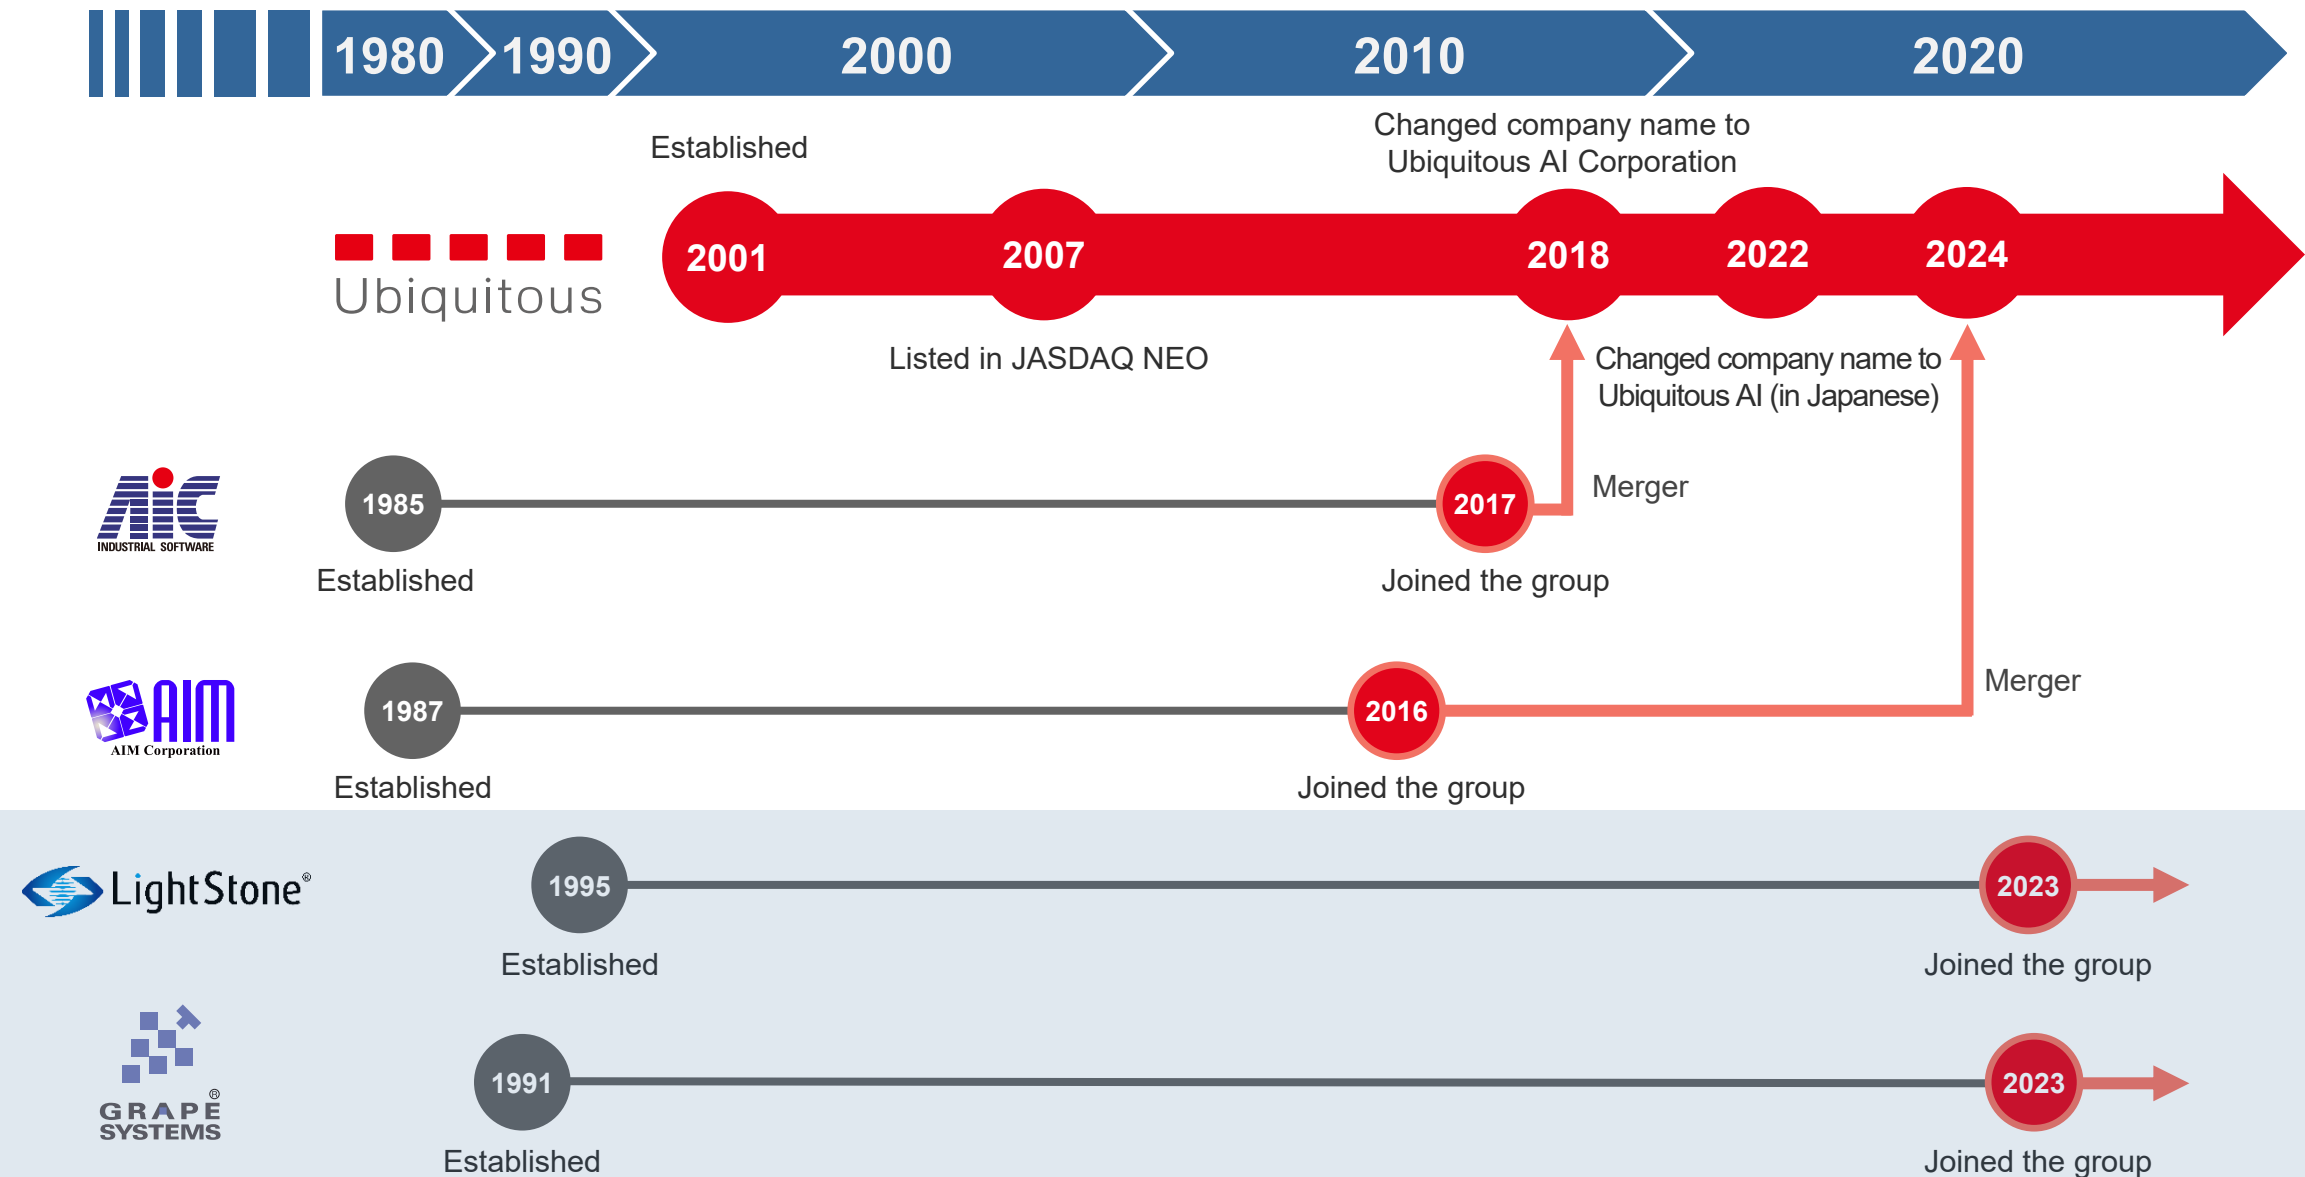 1980 1990 2000 2010 2020
Established
Changed company name to
Ubiquitous AI Corporation
Ubiquitous
2001 2007 2018 2022 2024
Listed in JASDAQ NEO
Changed company name to
Ubiquitous AI (in Japanese)
AiC
INDUSTRIAL SOFTWARE
1985 2017
Merger
Established
Joined the group
AIM
AIM Corporation
1987 2016
Merger
Established
Joined the group
LightStone®
1995 2023
Established
Joined the group
GRAPE®
SYSTEMS
1991 2023
Established
Joined the group